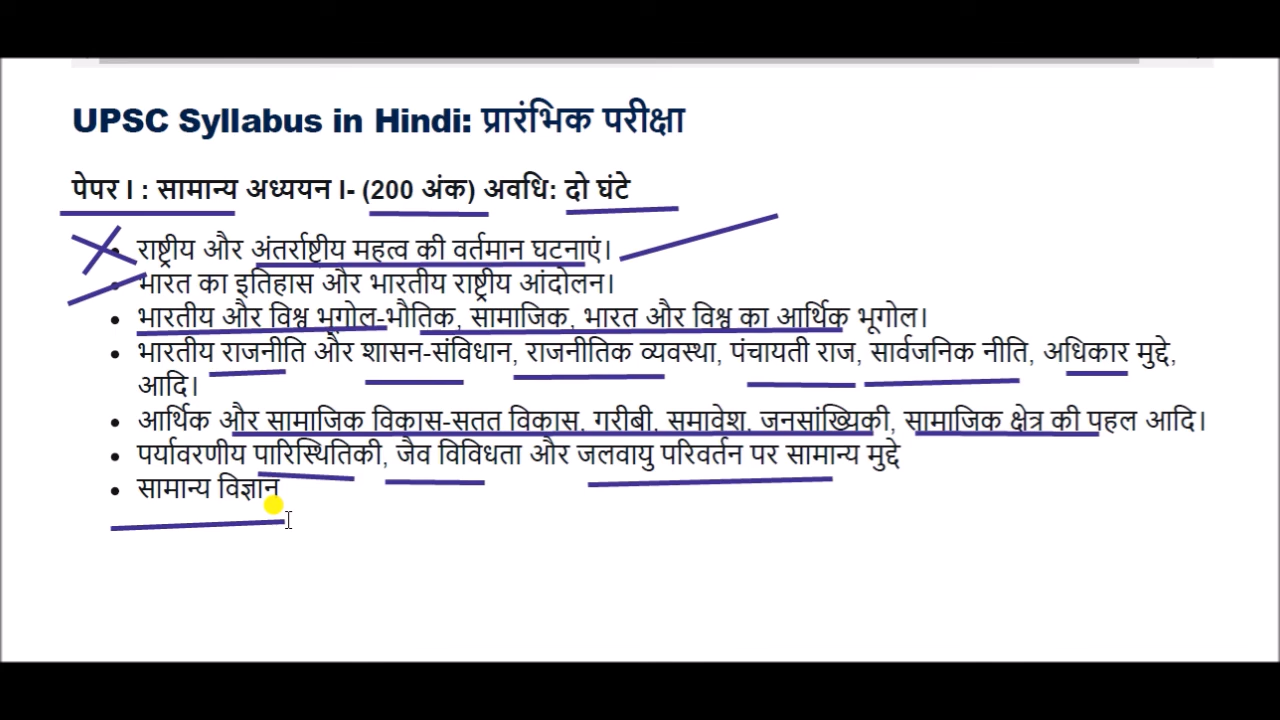 UPSC Syllabus in Hindi: प्रारंभिक परीक्षा
पेपर I : सामान्य अध्ययन I- (200 अंक) अवधि: दो घंटे
• राष्ट्रीय और अंतर्राष्ट्रीय महत्व की वर्तमान घटनाएं।
• भारत का इतिहास और भारतीय राष्ट्रीय आंदोलन।
• भारतीय और विश्व भूगोल-भौतिक, सामाजिक, भारत और विश्व का आर्थिक भूगोल।
• भारतीय राजनीति और शासन-संविधान, राजनीतिक व्यवस्था, पंचायती राज, सार्वजनिक नीति, अधिकार मुद्दे,
आदि।
• आर्थिक और सामाजिक विकास-सतत विकास, गरीबी, समावेश, जनसांख्यिकी, सामाजिक क्षेत्र की पहल आदि।
• पर्यावरणीय पारिस्थितिकी, जैव विविधता और जलवायु परिवर्तन पर सामान्य मुद्दे
• सामान्य विज्ञान